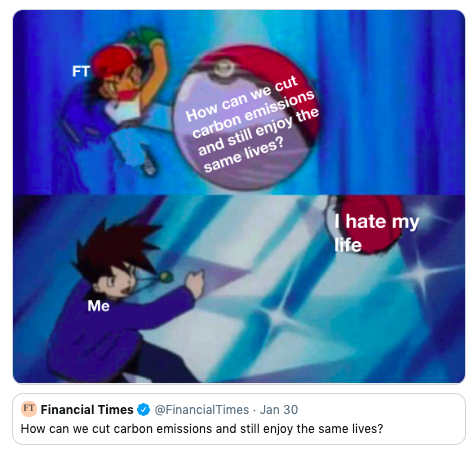 FT
How can we cut
carbon emissions
and still enjoy the
same lives?
I hate my
life
Me
FT Financial Times @FinancialTimes · Jan 30
How can we cut carbon emissions and still enjoy the same lives?